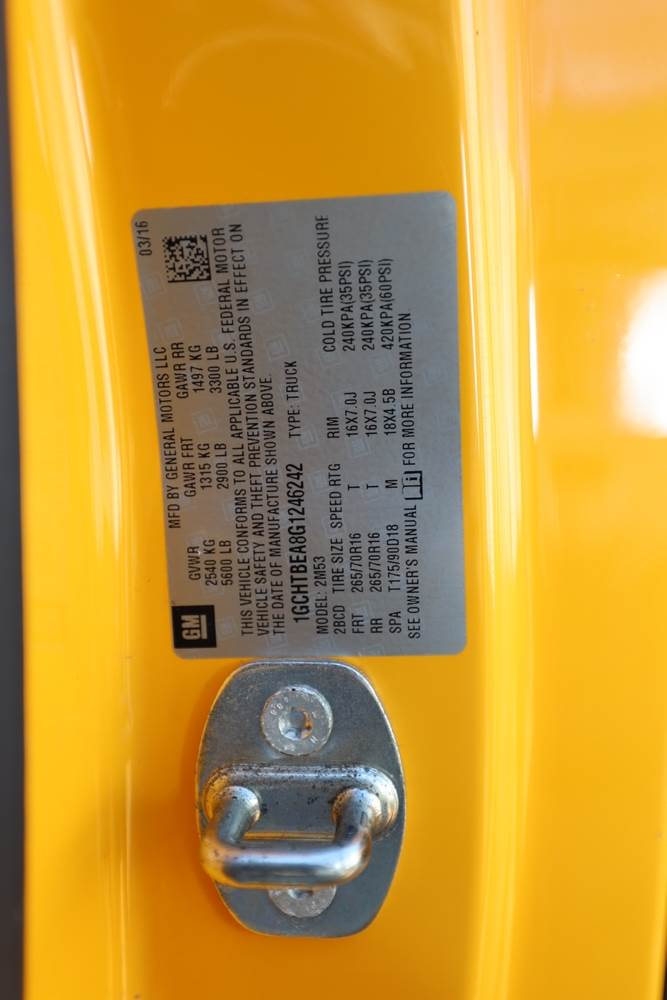 GM
MFD BY GENERAL MOTORS LLC 03/16
GVWR GAWR FRT GAWR RR
2540 KG 1315 KG 1497 KG
5600 LB 2900 LB 3300 LB
THIS VEHICLE CONFORMS TO ALL APPLICABLE U.S. FEDERAL MOTOR
VEHICLE SAFETY AND THEFT PREVENTION STANDARDS IN EFFECT ON
THE DATE OF MANUFACTURE SHOWN ABOVE.
1GCHTBEA8G1246242 TYPE: TRUCK
MODEL: 2M53
2BCD TIRE SIZE SPEED RTG RIM COLD TIRE PRESSURE
FRT 265/70R16 T 16X7.0J 240KPA(35PSI)
RR 265/70R16 T 16X7.0J 240KPA(35PSI)
SPA T175/90D18 M 18X4.5B 420KPA(60PSI)
SEE OWNER'S MANUAL FOR MORE INFORMATION